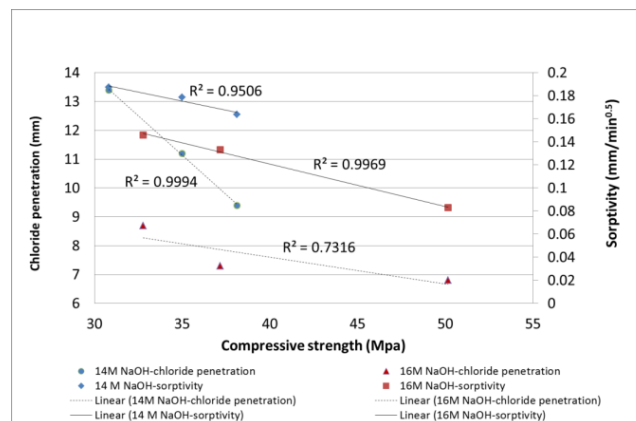 14
13
12
11
10
9
8
7
6
Chloride penetration (mm)
0.2
0.18
0.16
0.14
0.12
0.1
0.08
0.06
0.04
0.02
0
Sorptivity (mm/min0.5)
R² = 0.9506
R² = 0.9969
R² = 0.9994
R² = 0.7316
30 35 40 45 50 55
Compressive strength (Mpa)
14M NaOH-chloride penetration 16M NaOH-chloride penetration
14 M NaOH-sorptivity 16M NaOH-sorptivity
Linear (14M NaOH-chloride penetration) Linear (16M NaOH-chloride penetration)
Linear (14 M NaOH-sorptivity) Linear (16M NaOH-sorptivity)